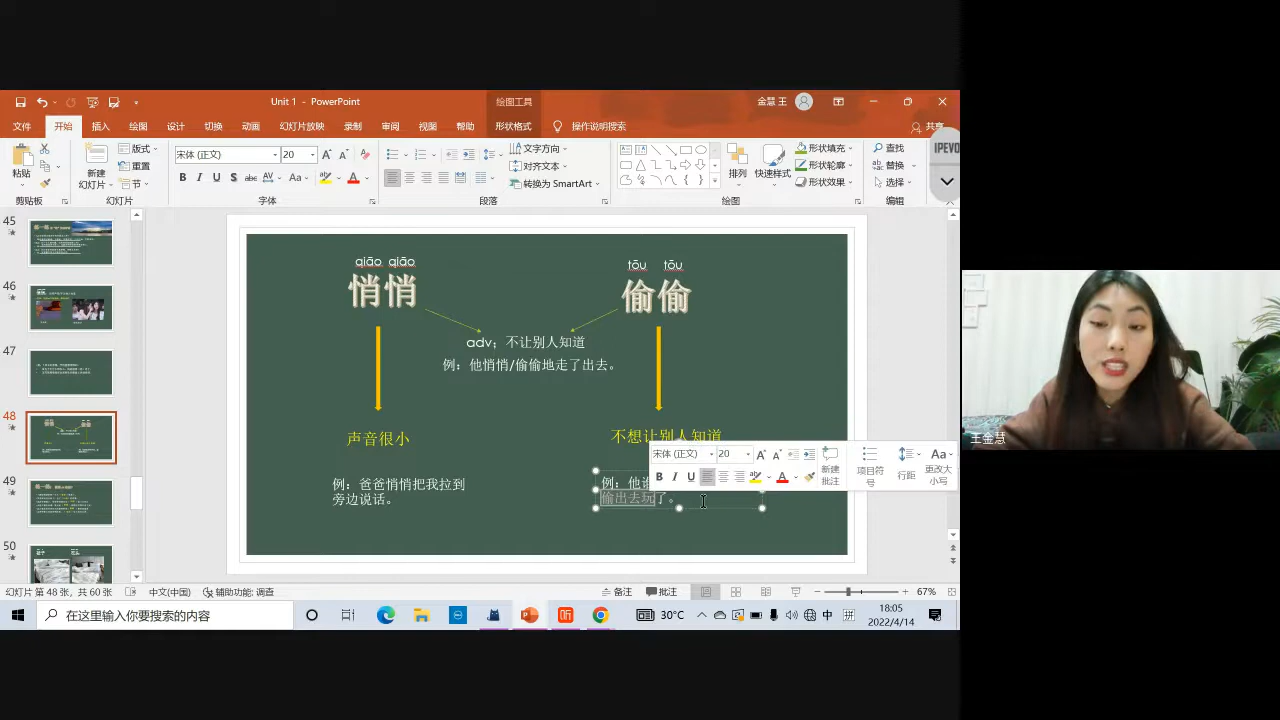 Unit 1 - PowerPoint
绘图工具
金慧 王
文件 开始 插入 绘图 设计 切换 动画 幻灯片放映 录制 审阅 视图 帮助 形状格式 操作说明搜索 共享
IPEVO
粘贴
新建
幻灯片
版式
重置
节
宋体 (正文) 20
B I U S abc AV Aa A
文字方向
对齐文本
转换为 SmartArt
排列
快速样式
形状填充
形状轮廓
形状效果
查找
替换
选择
剪贴板 幻灯片 字体 段落 绘图 编辑
45
46
47
48
49
50
qiāo qiāo
悄悄
tōu tōu
偷偷
adv；不让别人知道
例：他悄悄/偷偷地走了出去。
声音很小
不想让别人知道
例：爸爸悄悄把我拉到
旁边说话。
例：他
偷出去玩了。
宋体 (正文) 20
B I U
新建
批注
项目符
号
行距
更改大
小写
王金慧
幻灯片 第 48 张，共 60 张 中文(中国) 辅助功能: 调查 备注 批注 67%
在这里输入你要搜索的内容
30°C
中
拼
18:05
2022/4/14